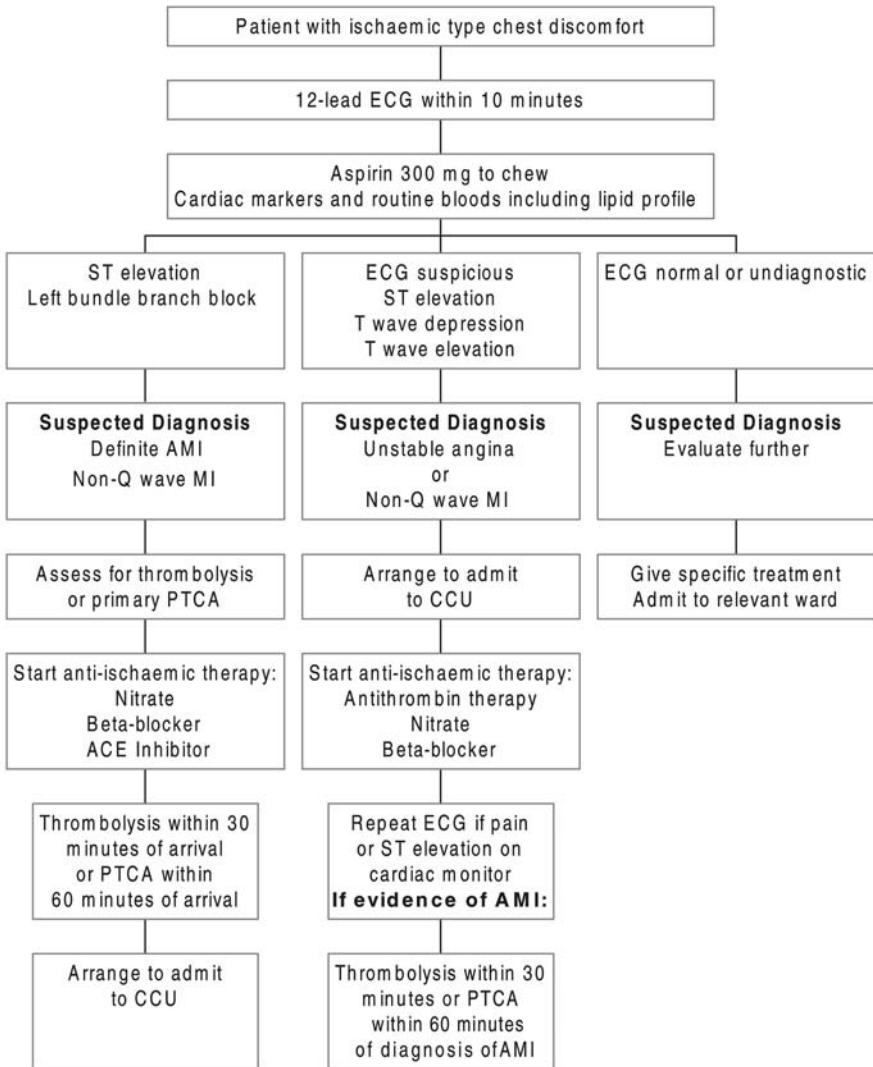 Patient with ischaemic type chest discomfort
12-lead ECG within 10 minutes
Aspirin 300 mg to chew
Cardiac markers and routine bloods including lipid profile
ST elevation
Left bundle branch block
ECG suspicious
ST elevation
T wave depression
T wave elevation
ECG normal or undiagnostic
Suspected Diagnosis
Definite AMI
Non-Q wave MI
Suspected Diagnosis
Unstable angina
or
Non-Q wave MI
Suspected Diagnosis
Evaluate further
Assess for thrombolysis
or primary PTCA
Arrange to admit
to CCU
Give specific treatment
Admit to relevant ward
Start anti-ischaemic therapy:
Nitrate
Beta-blocker
ACE Inhibitor
Start anti-ischaemic therapy:
Antithrombin therapy
Nitrate
Beta-blocker
Thrombolysis within 30
minutes of arrival
or PTCA within
60 minutes of arrival
Repeat ECG if pain
or ST elevation on
cardiac monitor
If evidence of AMI:
Arrange to admit
to CCU
Thrombolysis within 30
minutes or PTCA
within 60 minutes
of diagnosis ofAMI